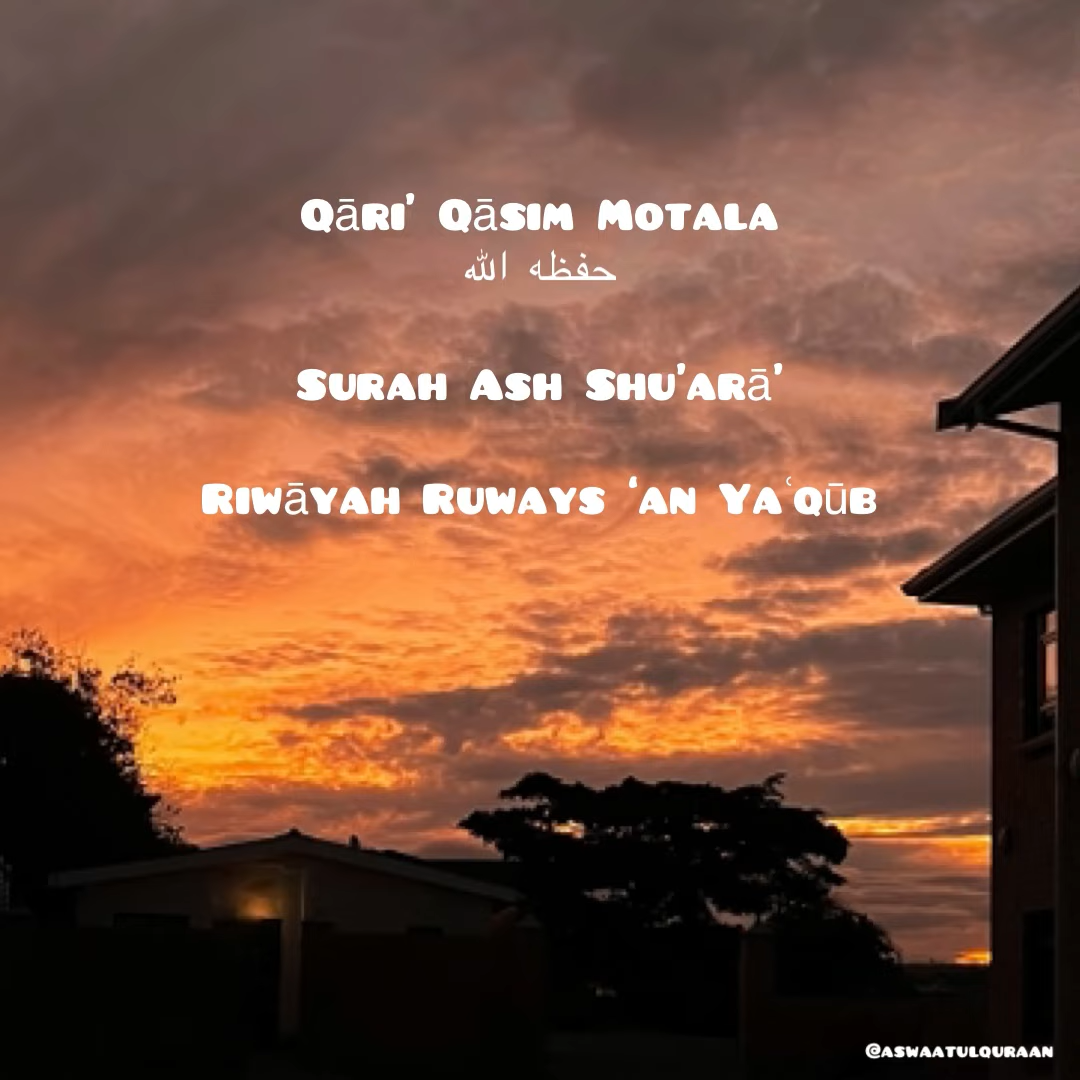 Qāri’ Qāsim Motala
حفظه الله
Surah Ash Shu’arā’
Riwāyah Ruways ‘an Yaʿqūb
@aswaatulquraan